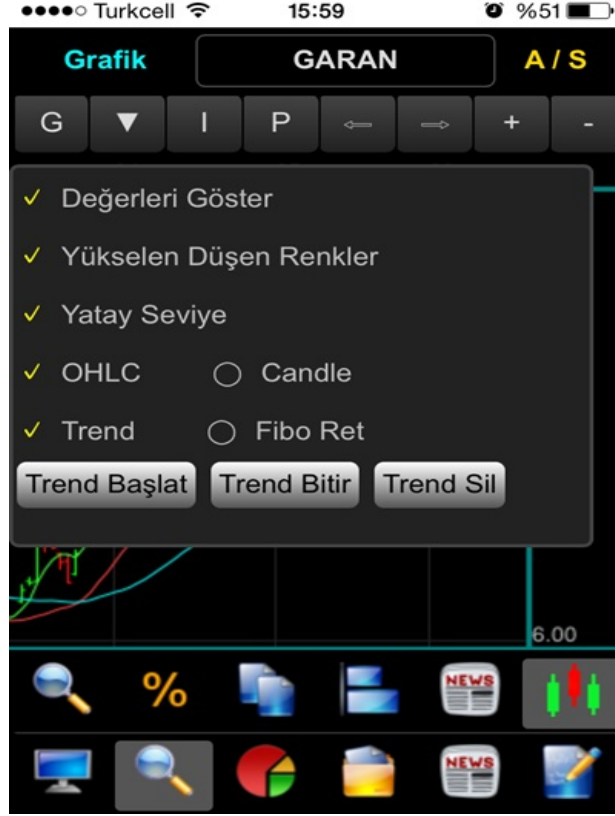 Turkcell 15:59 %51
Grafik GARAN A / S
G ▼ I P ⇐ ⇒ + -
✓ Değerleri Göster
✓ Yükselen Düşen Renkler
✓ Yatay Seviye
✓ OHLC ○ Candle
✓ Trend ○ Fibo Ret
Trend Başlat Trend Bitir Trend Sil
6.00
%
NEWS
NEWS